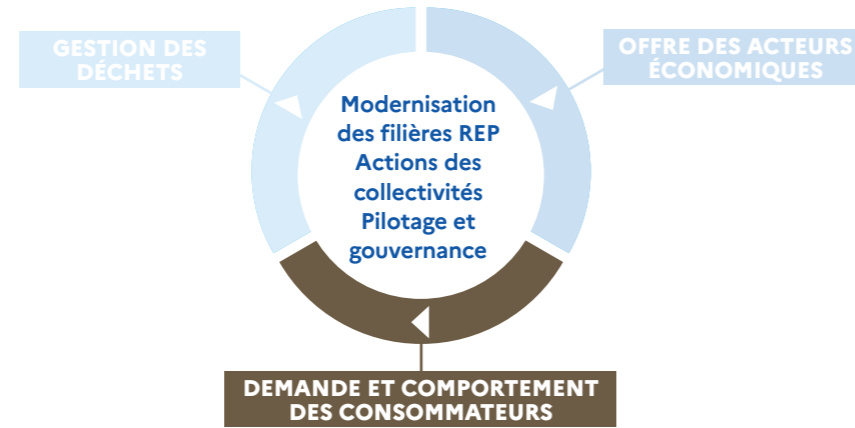 GESTION DES
DÉCHETS
OFFRE DES ACTEURS
ÉCONOMIQUES
Modernisation
des filières REP
Actions des
collectivités
Pilotage et
gouvernance
DEMANDE ET COMPORTEMENT
DES CONSOMMATEURS